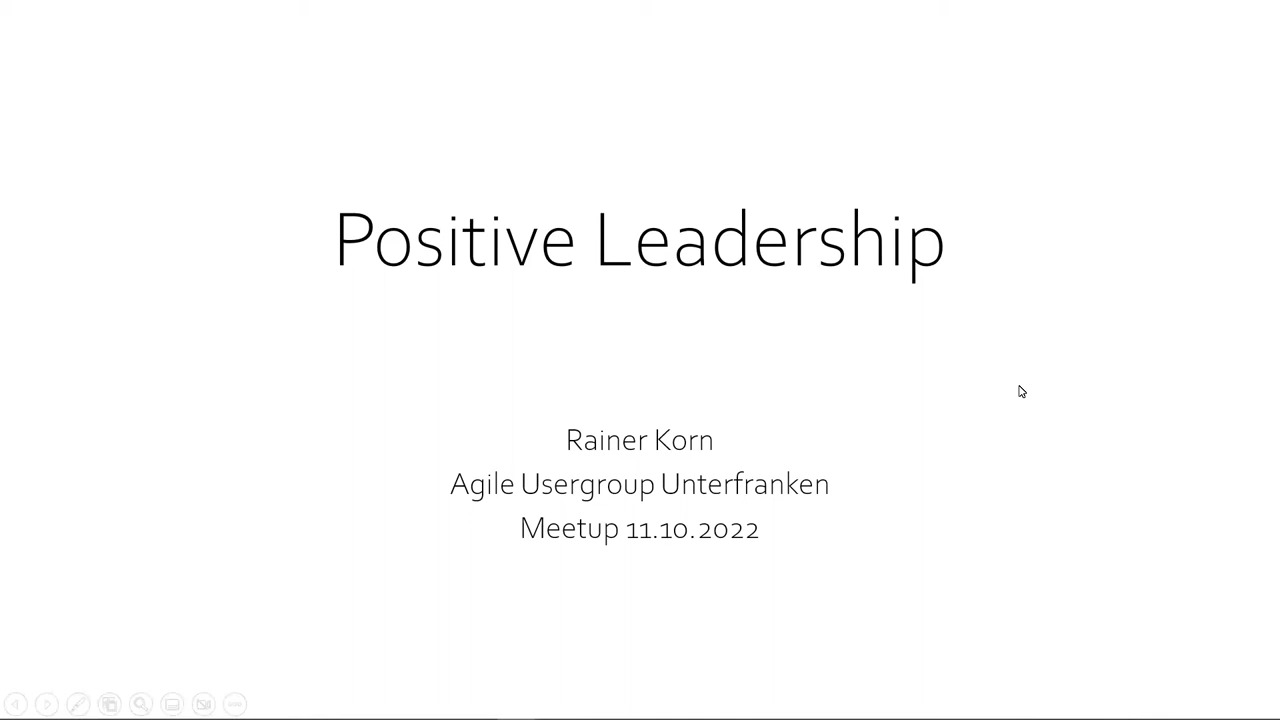 Positive Leadership
Rainer Korn
Agile Usergroup Unterfranken
Meetup 11.10.2022